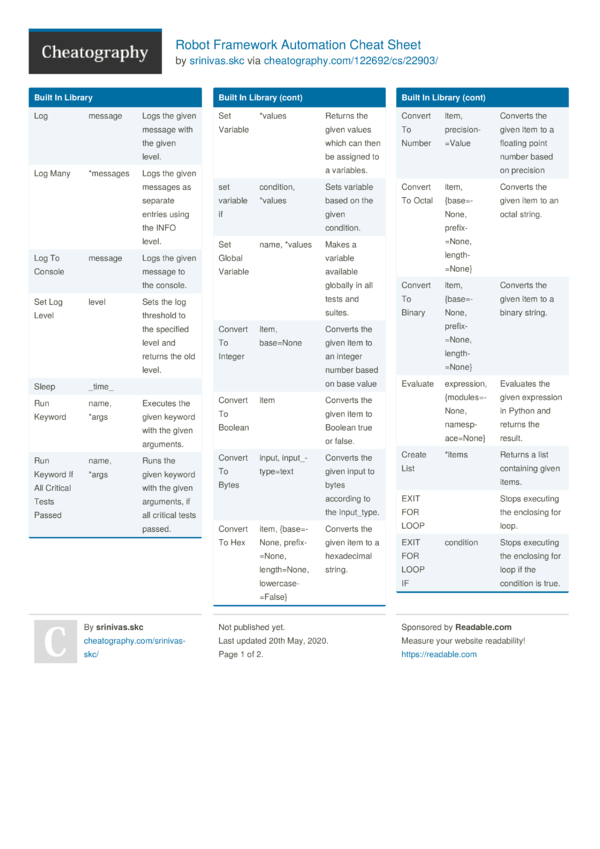 Cheatography
Robot Framework Automation Cheat Sheet
by srinivas.skc via cheatography.com/122692/cs/22903/
Built In Library
Log message Logs the given
message with
the given
level.
Log Many *messages Logs the given
messages as
separate
entries using
the INFO
level.
Log To message Logs the given
Console message to
the console.
Set Log level Sets the log
Level threshold to
the specified
level and
returns the old
level.
Sleep _time_
Run name, Executes the
Keyword *args given keyword
with the given
arguments.
Run name, Runs the
Keyword If *args given keyword
All Critical with the given
Tests arguments, if
Passed all critical tests
passed.
Built In Library (cont)
Set *values Returns the
Variable given values
which can then
be assigned to
a variables.
set condition, Sets variable
variable *values based on the
if given
condition.
Set name, *values Makes a
Global variable
Variable available
globally in all
tests and
suites.
Convert item, Converts the
To base=None given item to
Integer an integer
number based
on base value
Convert item Converts the
To given item to
Boolean Boolean true
or false.
Convert input, input_- Converts the
To type=text given input to
Bytes bytes
according to
the input_type.
Convert item, {base=- Converts the
To Hex None, prefix- given item to a
=None, hexadecimal
length=None, string.
lowercase-
=False}
Built In Library (cont)
Convert item, Converts the
To precision- given item to a
Number =Value floating point
number based
on precision
Convert item, Converts the
To Octal {base=- given item to an
None, octal string.
prefix-
=None,
length-
=None}
Convert item, Converts the
To {base=- given item to a
Binary None, binary string.
prefix-
=None,
length-
=None}
Evaluate expression, Evaluates the
{modules=- given expression
None, in Python and
namesp- returns the
ace=None} result.
Create *items Returns a list
List containing given
items.
EXIT Stops executing
FOR the enclosing for
LOOP loop.
EXIT condition Stops executing
FOR the enclosing for
LOOP loop if the
IF condition is true.
C
By srinivas.skc
cheatography.com/srinivas-
skc/
Not published yet.
Last updated 20th May, 2020.
Page 1 of 2.
Sponsored by Readable.com
Measure your website readability!
https://readable.com